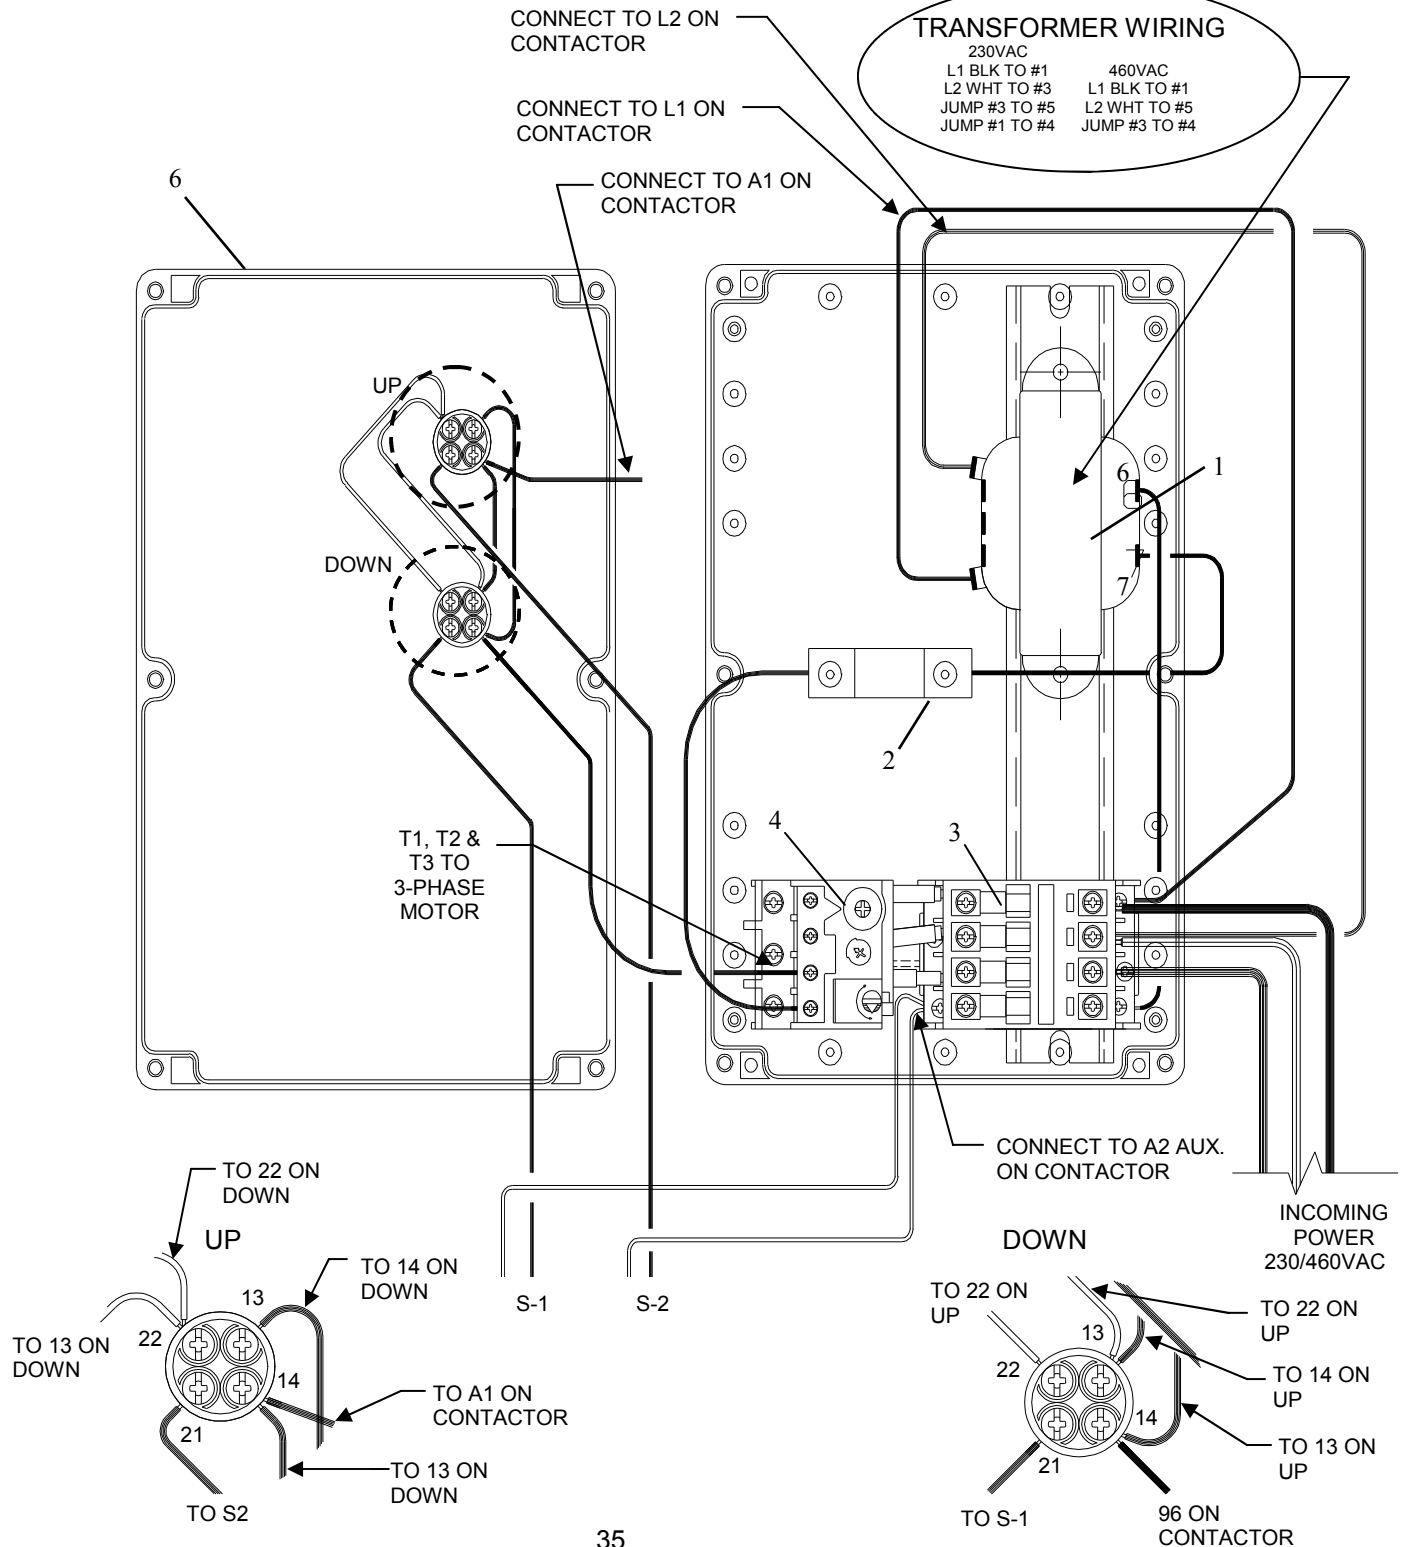 CONNECT TO L2 ON
CONTACTOR
TRANSFORMER WIRING
230VAC
L1 BLK TO #1
L2 WHT TO #3
JUMP #3 TO #5
JUMP #1 TO #4
460VAC
L1 BLK TO #1
L2 WHT TO #5
JUMP #3 TO #4
CONNECT TO L1 ON
CONTACTOR
CONNECT TO A1 ON
CONTACTOR
6
UP
DOWN
6
1
7
2
4
3
T1, T2 &
T3 TO
3-PHASE
MOTOR
CONNECT TO A2 AUX.
ON CONTACTOR
INCOMING
POWER
230/460VAC
S-1
S-2
TO 22 ON
DOWN
UP
TO 14 ON
DOWN
13
22
TO 13 ON
DOWN
14
TO A1 ON
CONTACTOR
21
TO 13 ON
DOWN
TO S2
DOWN
TO 22 ON
UP
TO 22 ON
UP
13
22
TO 14 ON
UP
14
TO 13 ON
UP
21
TO S-1
96 ON
CONTACTOR
35